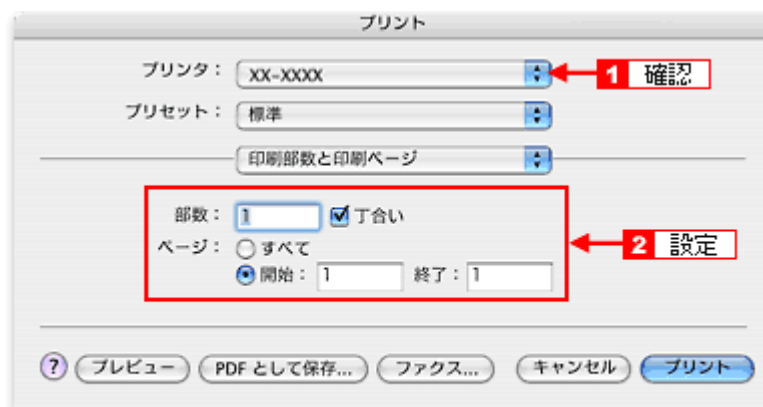 プリント
プリンタ： XX-XXXX 1 確認
プリセット： 標準
印刷部数と印刷ページ
部数： 1 丁合い
ページ： すべて 2 設定
開始： 1 終了： 1
? プレビュー PDF として保存... ファクス... キャンセル プリント